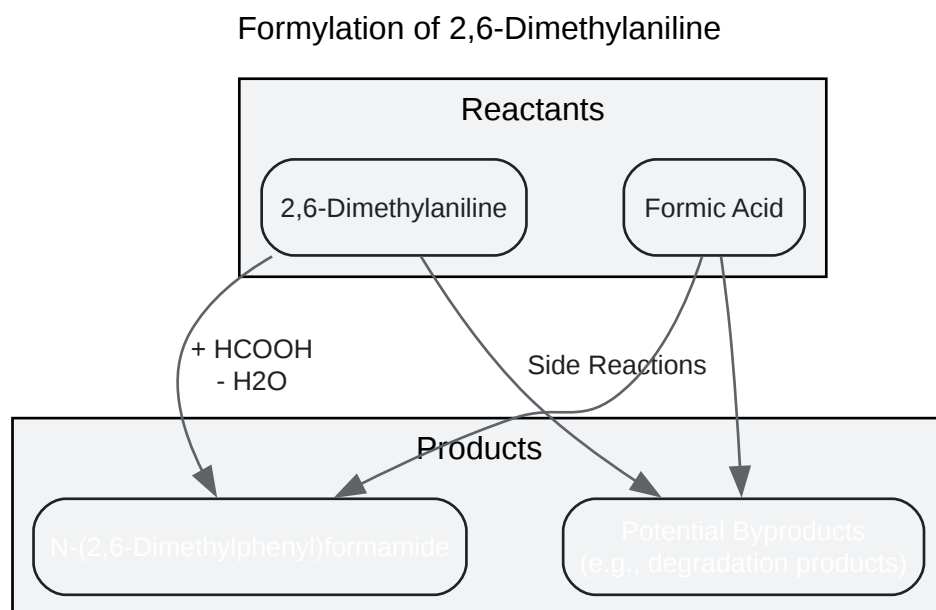 Formylation of 2,6-Dimethylaniline
Reactants
2,6-Dimethylaniline
Formic Acid
+ HCOOH
- H2O
Side Reactions
Products
N-(2,6-Dimethylphenyl)formamide
Potential Byproducts
(e.g., degradation products)